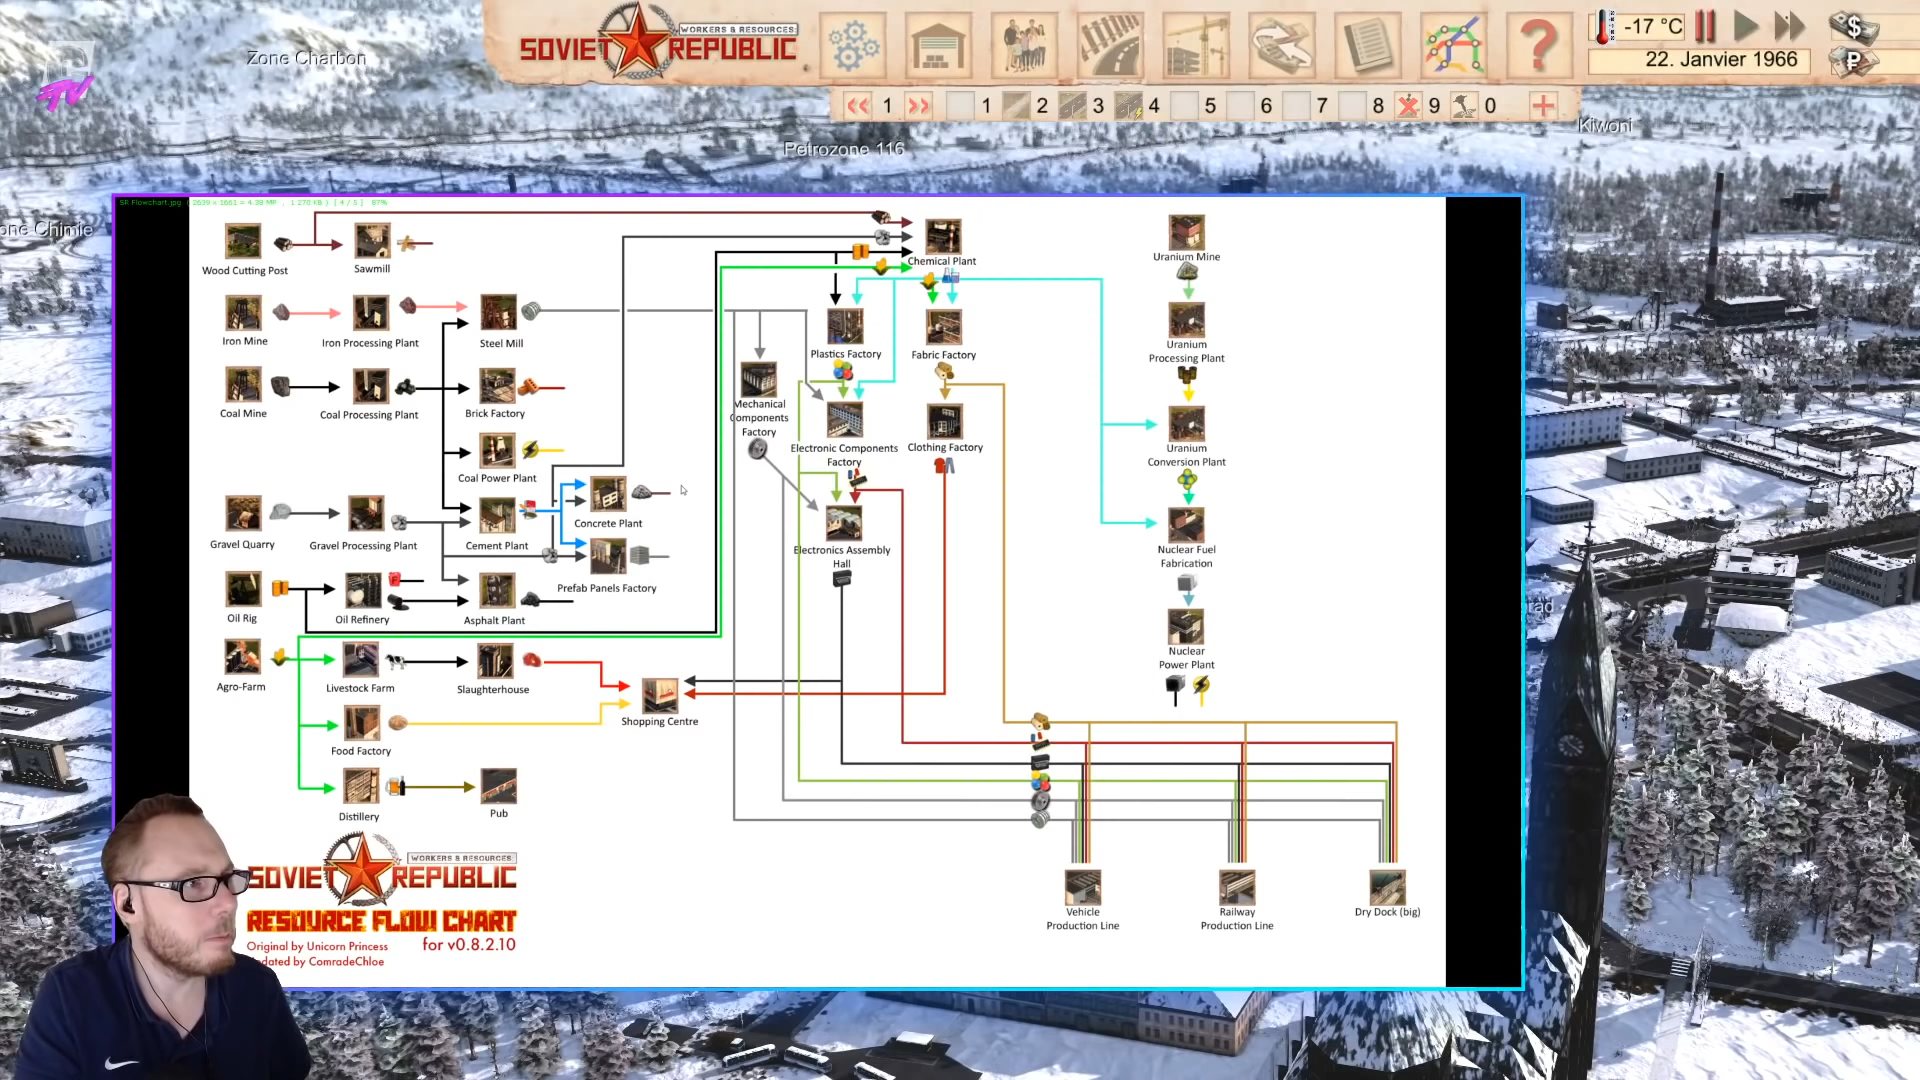 Zone Charbon
WORKERS & RESOURCES:
SOVIET REPUBLIC
-17 °C
22. Janvier 1966
1
1 2 3 4 5 6 7 8 9 0
Kiwoni
Petrozone 116
one Chimie
TV
Wood Cutting Post
Sawmill
Chemical Plant
Uranium Mine
Iron Mine
Iron Processing Plant
Steel Mill
Plastics Factory
Fabric Factory
Uranium
Processing Plant
Coal Mine
Coal Processing Plant
Brick Factory
Mechanical
Components
Factory
Electronic Components
Factory
Clothing Factory
Uranium
Conversion Plant
Coal Power Plant
Concrete Plant
Gravel Quarry
Gravel Processing Plant
Cement Plant
Electronics Assembly
Hall
Nuclear Fuel
Fabrication
Prefab Panels Factory
Oil Rig
Oil Refinery
Asphalt Plant
rad
Nuclear
Power Plant
Agro-Farm
Livestock Farm
Slaughterhouse
Shopping Centre
Food Factory
Distillery
Pub
WORKERS & RESOURCES:
SOVIET REPUBLIC
RESOURCE FLOW CHART
Original by Unicorn Princess
for v0.8.2.10
dated by ComradeChloe
Vehicle
Production Line
Railway
Production Line
Dry Dock (big)